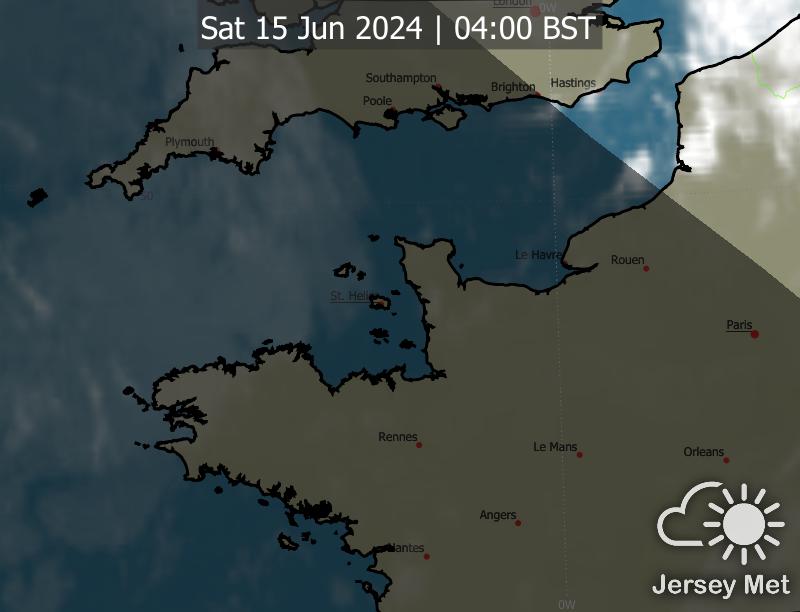 London
0W
Sat 15 Jun 2024 | 04:00 BST
Southampton
Brighton
Hastings
Poole
Plymouth
50
Le Havre
Rouen
St. Helier
Paris
Rennes
Le Mans
Orleans
Angers
Nantes
Jersey Met
0W